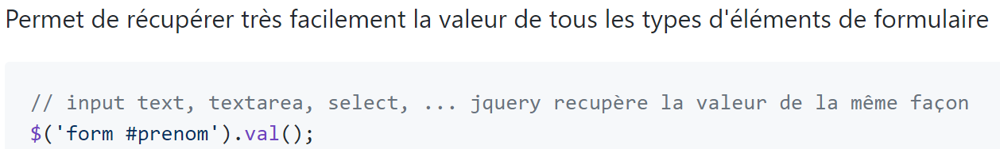 Permet de récupérer très facilement la valeur de tous les types d'éléments de formulaire
// input text, textarea, select, ... jquery recupère la valeur de la même façon
$('form #prenom').val();